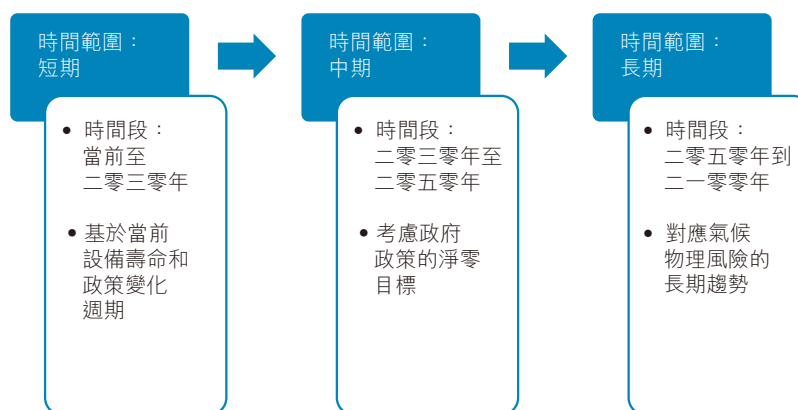 時間範圍：
短期
• 時間段：
當前至
二零三零年
• 基於當前
設備壽命和
政策變化
週期
時間範圍：
中期
• 時間段：
二零三零年至
二零五零年
• 考慮政府
政策的淨零
目標
時間範圍：
長期
• 時間段：
二零五零年到
二一零零年
• 對應氣候
物理風險的
長期趨勢